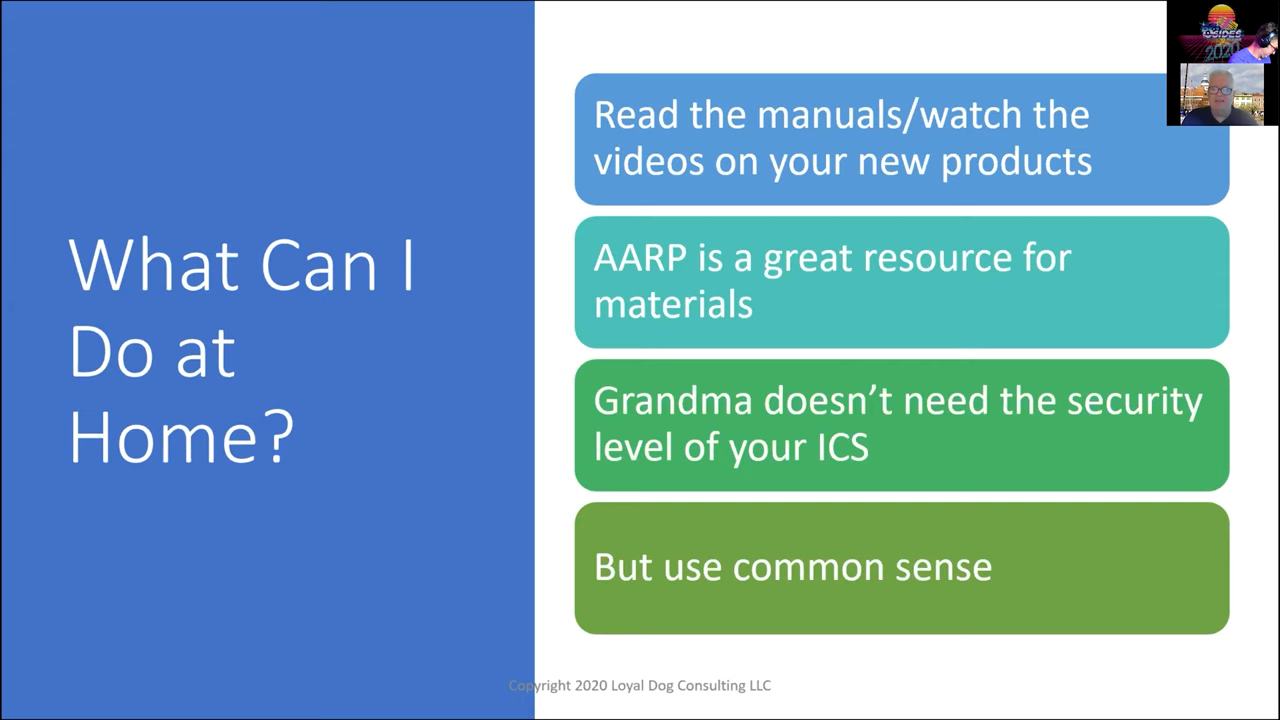 What Can I
Do at
Home?
Read the manuals/watch the
videos on your new products
AARP is a great resource for
materials
Grandma doesn’t need the security
level of your ICS
But use common sense
Copyright 2020 Loyal Dog Consulting LLC
BSIDES
2020